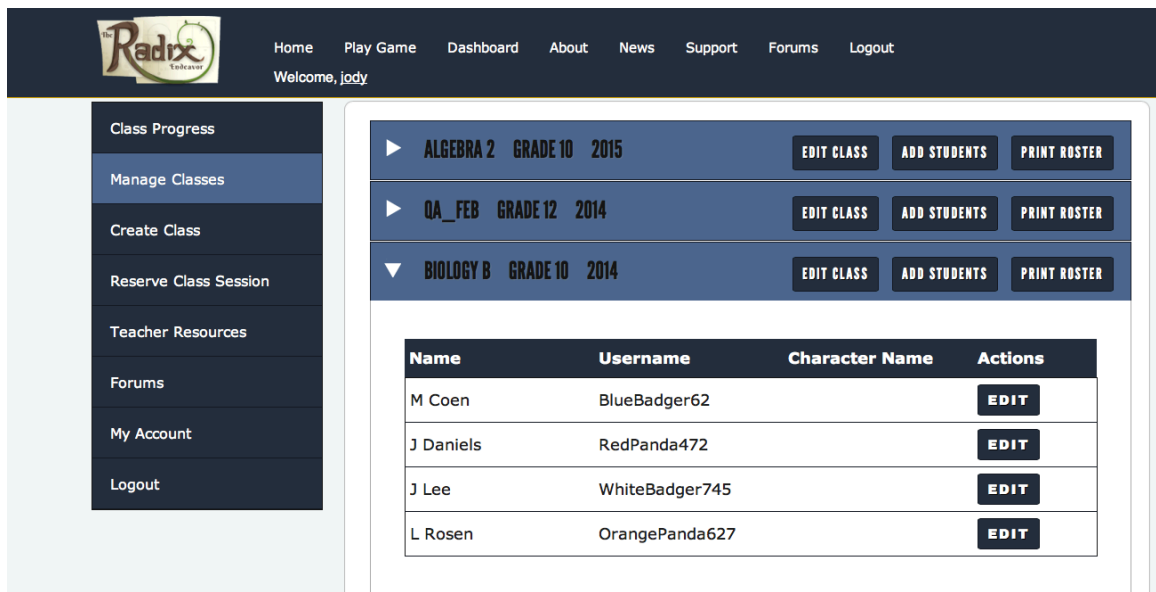 The
Radix
Endeavor
Home Play Game Dashboard About News Support Forums Logout
Welcome, jody
Class Progress
Manage Classes
Create Class
Reserve Class Session
Teacher Resources
Forums
My Account
Logout
ALGEBRA 2 GRADE 10 2015 EDIT CLASS ADD STUDENTS PRINT ROSTER
QA_FEB GRADE 12 2014 EDIT CLASS ADD STUDENTS PRINT ROSTER
BIOLOGY B GRADE 10 2014 EDIT CLASS ADD STUDENTS PRINT ROSTER
Name Username Character Name Actions
M Coen BlueBadger62 EDIT
J Daniels RedPanda472 EDIT
J Lee WhiteBadger745 EDIT
L Rosen OrangePanda627 EDIT